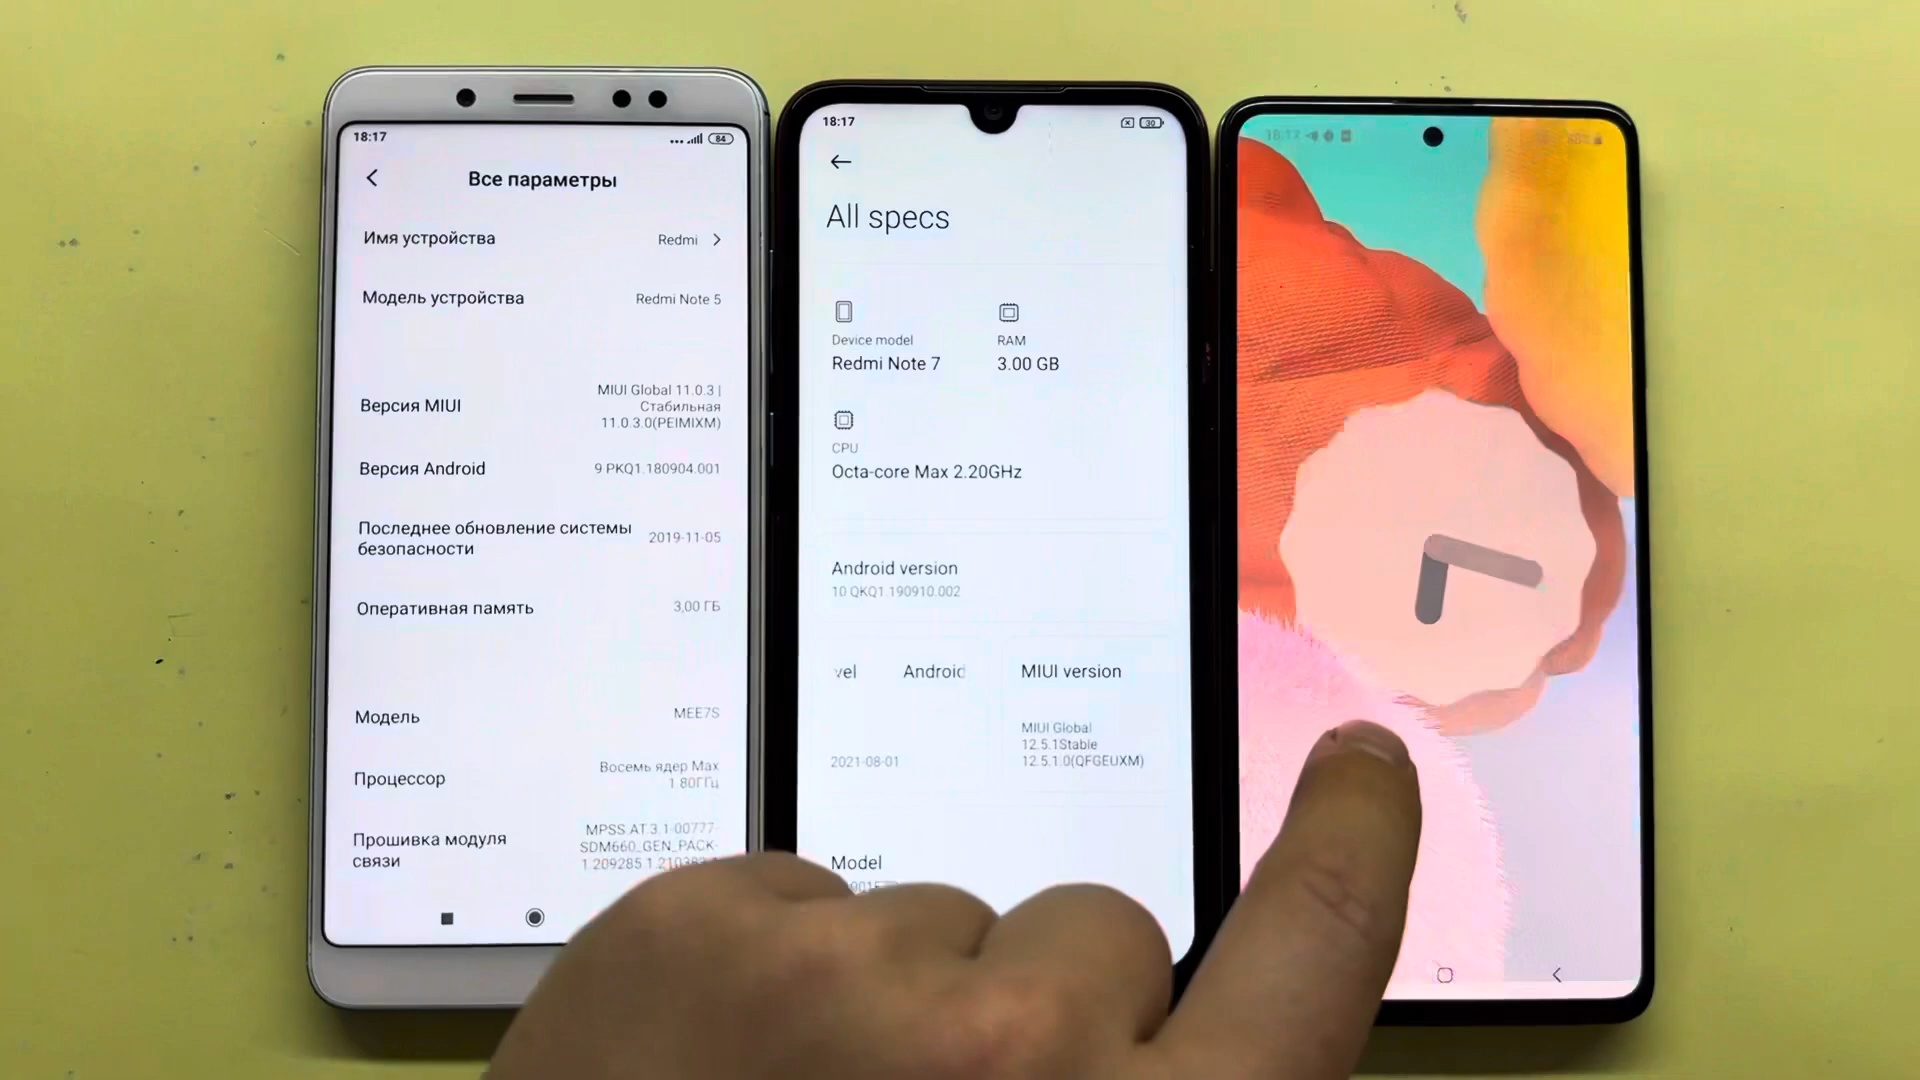 18:17
84
Все параметры
Имя устройства
Redmi
Модель устройства
Redmi Note 5
Версия MIUI
MIUI Global 11.0.3 |
Стабильная
11.0.3.0(PEIMIXM)
Версия Android
9 PKQ1.180904.001
Последнее обновление системы
безопасности
2019-11-05
Оперативная память
3,00 ГБ
Модель
MEE7S
Процессор
Восемь ядер Max
1.80ГГц
Прошивка модуля
связи
MPSS.AT.3.1-00777-
SDM660_GEN_PACK-
18:17
30
All specs
Device model
Redmi Note 7
RAM
3.00 GB
CPU
Octa-core Max 2.20GHz
Android version
10 QKQ1.190910.002
vel
Android
2021-08-01
MIUI version
MIUI Global
12.5.1Stable
12.5.1.0(QFGEUXM)
Model
18:17